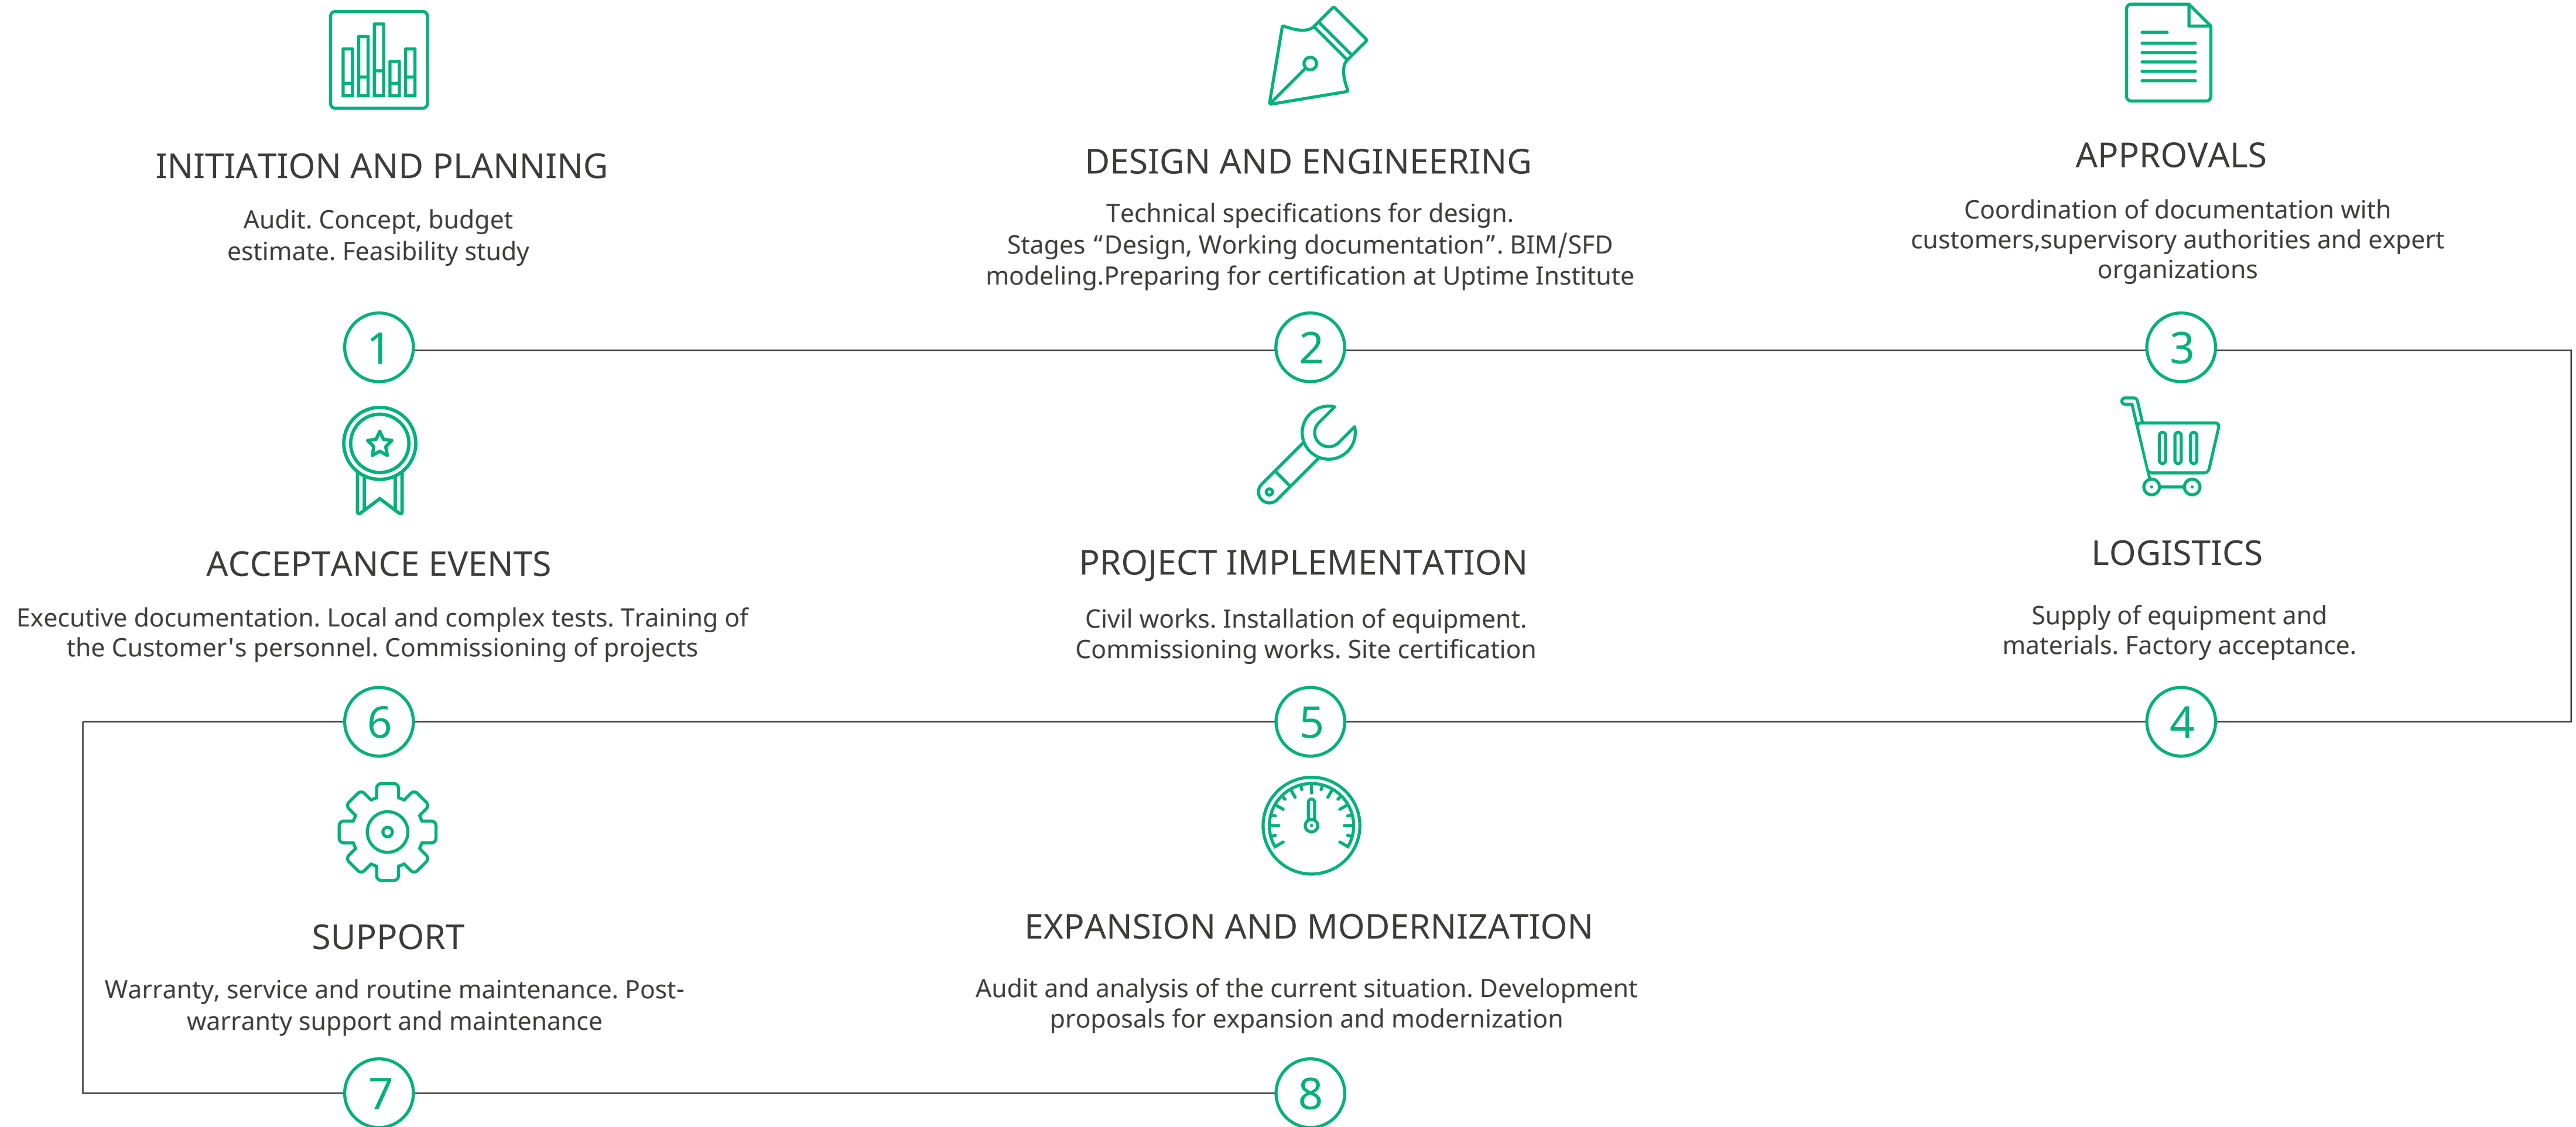 INITIATION AND PLANNING
Audit. Concept, budget
estimate. Feasibility study
1
DESIGN AND ENGINEERING
Technical specifications for design.
Stages “Design, Working documentation”. BIM/SFD
modeling.Preparing for certification at Uptime Institute
2
APPROVALS
Coordination of documentation with
customers,supervisory authorities and expert
organizations
3
LOGISTICS
Supply of equipment and
materials. Factory acceptance.
4
PROJECT IMPLEMENTATION
Civil works. Installation of equipment.
Commissioning works. Site certification
5
ACCEPTANCE EVENTS
Executive documentation. Local and complex tests. Training of
the Customer's personnel. Commissioning of projects
6
SUPPORT
Warranty, service and routine maintenance. Post-
warranty support and maintenance
7
EXPANSION AND MODERNIZATION
Audit and analysis of the current situation. Development
proposals for expansion and modernization
8